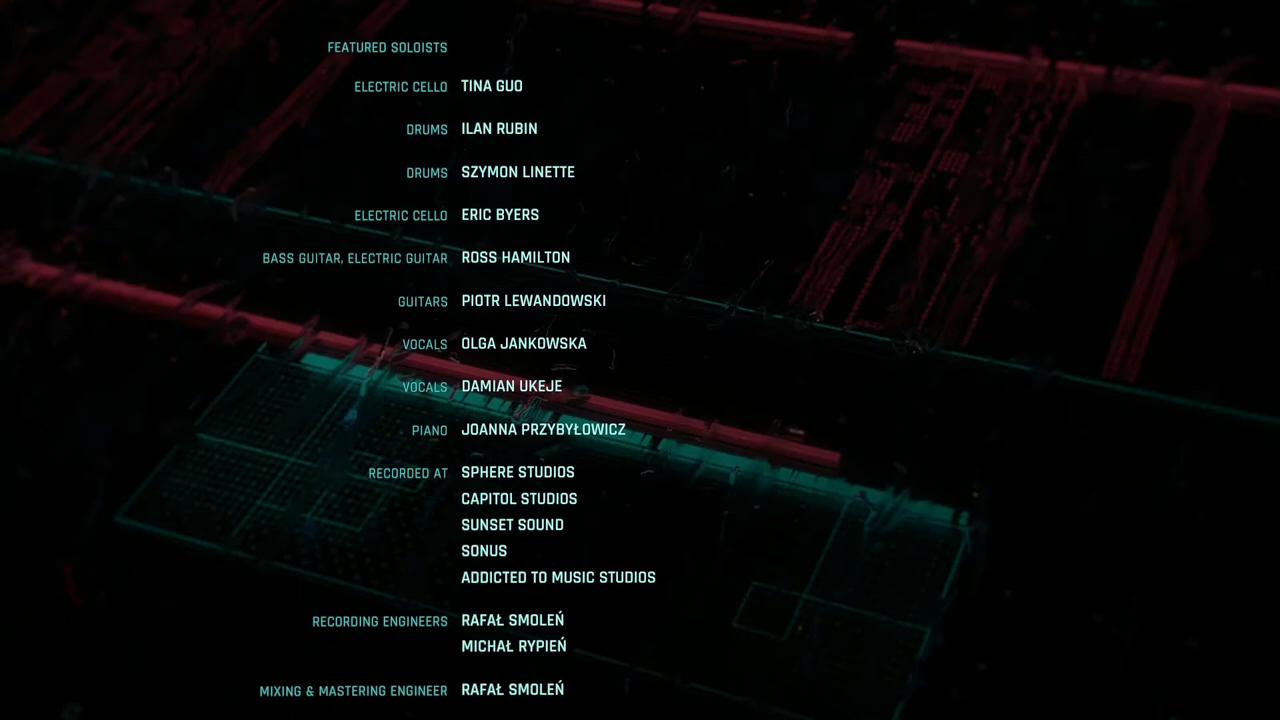 FEATURED SOLOISTS
ELECTRIC CELLO TINA GUO
DRUMS ILAN RUBIN
DRUMS SZYMON LINETTE
ELECTRIC CELLO ERIC BYERS
BASS GUITAR, ELECTRIC GUITAR ROSS HAMILTON
GUITARS PIOTR LEWANDOWSKI
VOCALS OLGA JANKOWSKA
VOCALS DAMIAN UKEJE
PIANO JOANNA PRZYBYŁOWICZ
RECORDED AT SPHERE STUDIOS
CAPITOL STUDIOS
SUNSET SOUND
SONUS
ADDICTED TO MUSIC STUDIOS
RECORDING ENGINEERS RAFAŁ SMOLEŃ
MICHAŁ RYPIEŃ
MIXING & MASTERING ENGINEER RAFAŁ SMOLEŃ